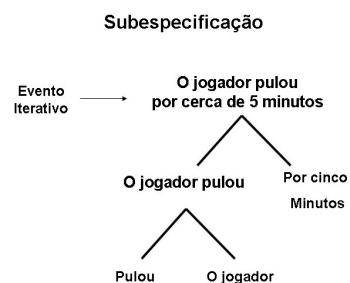 Subespecificação
Evento
Iterativo
O jogador pulou
por cerca de 5 minutos
O jogador pulou
Por cinco
Minutos
Pulou
O jogador